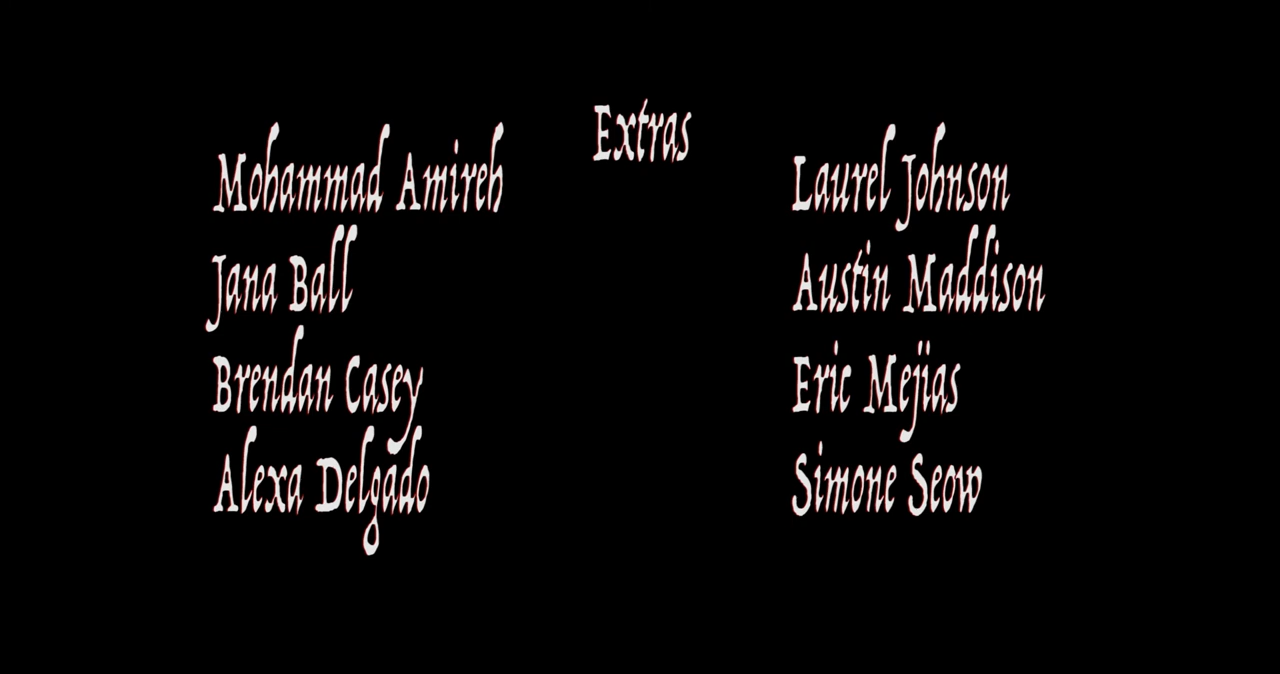 Extras
Mohammad Amireh
Jana Ball
Brendan Casey
Alexa Delgado
Laurel Johnson
Austin Maddison
Eric Mejias
Simone Seow